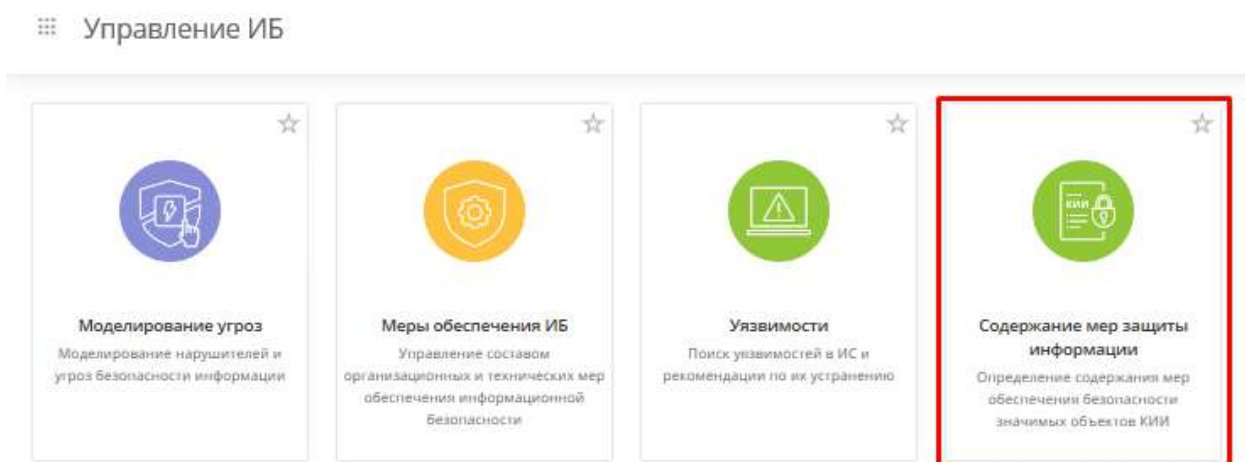 Управление ИБ
Моделирование угроз
Моделирование нарушителей и
угроз безопасности информации
Меры обеспечения ИБ
Управление составом
организационных и технических мер
обеспечения информационной
безопасности
Уязвимости
Поиск уязвимостей в ИС и
рекомендации по их устранению
КИИ
Содержание мер защиты
информации
Определение содержания мер
обеспечения безопасности
значимых объектов КИИ